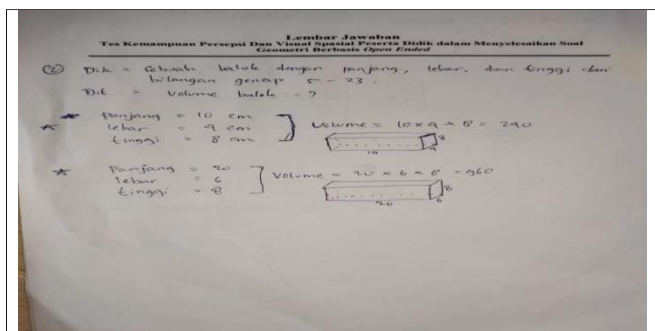 Lembar Jawaban
Tes Kemampuan Persepsi Dan Visual Spasial Peserta Didik dalam Menyelesaikan Soal
Geometri Berbasis Open Ended
② Dik = Sebuah balok dengan panjang, lebar, dan tinggi dari
bilangan genap 5 - 23.
Dit = Volume balok = ?
* Panjang = 10 cm
lebar = 4 cm
tinggi = 8 cm
Volume = 10 x 4 x 8 = 240
8
10
4
* Panjang = 20
lebar = 6
tinggi = 8
Volume = 20 x 6 x 8 = 960
8
20
6